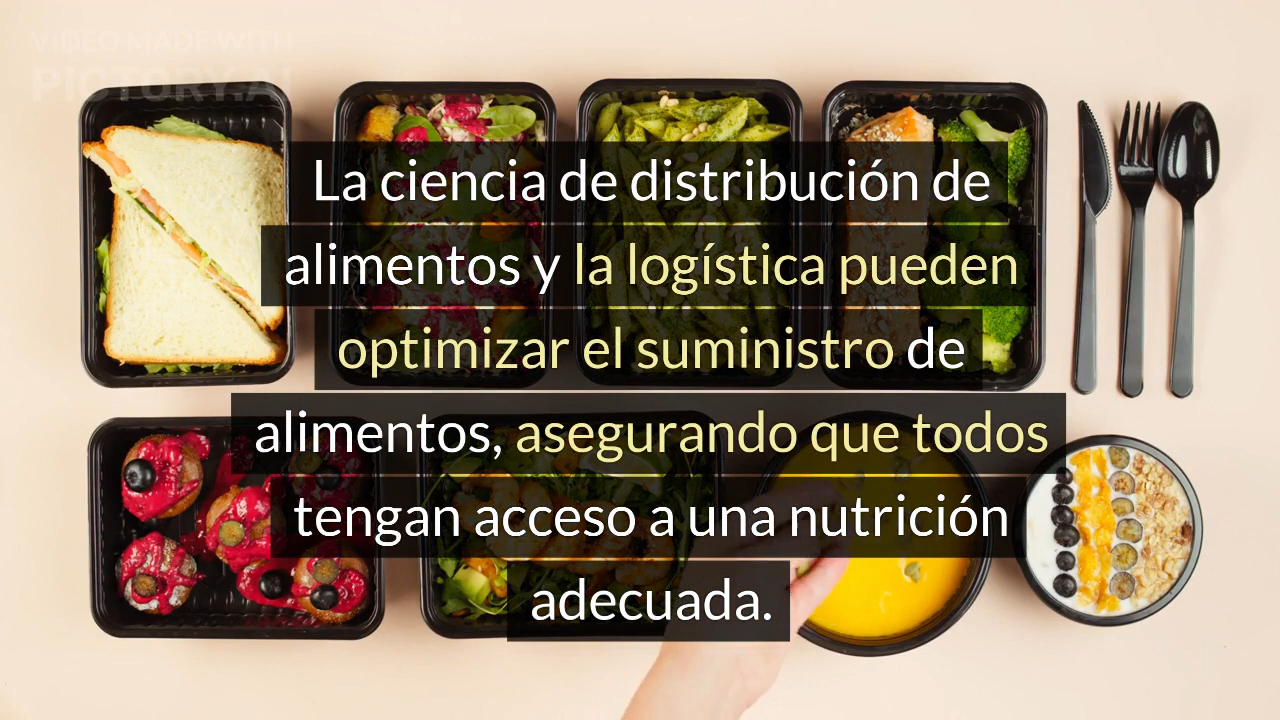 VIDEO MADE WITH
PICTORY.AI
La ciencia de distribución de
alimentos y la logística pueden
optimizar el suministro de
alimentos, asegurando que todos
tengan acceso a una nutrición
adecuada.